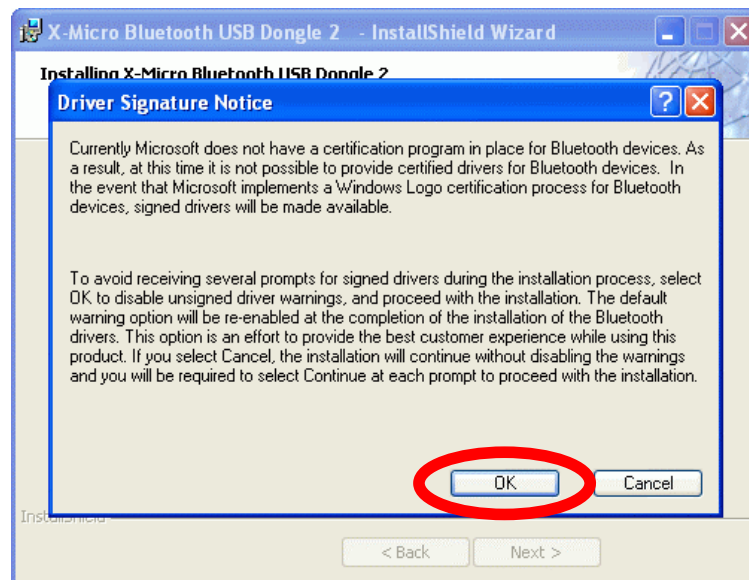 X-Micro Bluetooth USB Dongle 2 - InstallShield Wizard
Installing X-Micro Bluetooth USB Dongle 2
Driver Signature Notice
Currently Microsoft does not have a certification program in place for Bluetooth devices. As
a result, at this time it is not possible to provide certified drivers for Bluetooth devices. In
the event that Microsoft implements a Windows Logo certification process for Bluetooth
devices, signed drivers will be made available.
To avoid receiving several prompts for signed drivers during the installation process, select
OK to disable unsigned driver warnings, and proceed with the installation. The default
warning option will be re-enabled at the completion of the installation of the Bluetooth
drivers. This option is an effort to provide the best customer experience while using this
product. If you select Cancel, the installation will continue without disabling the warnings
and you will be required to select Continue at each prompt to proceed with the installation.
OK
Cancel
InstallShield
< Back
Next >